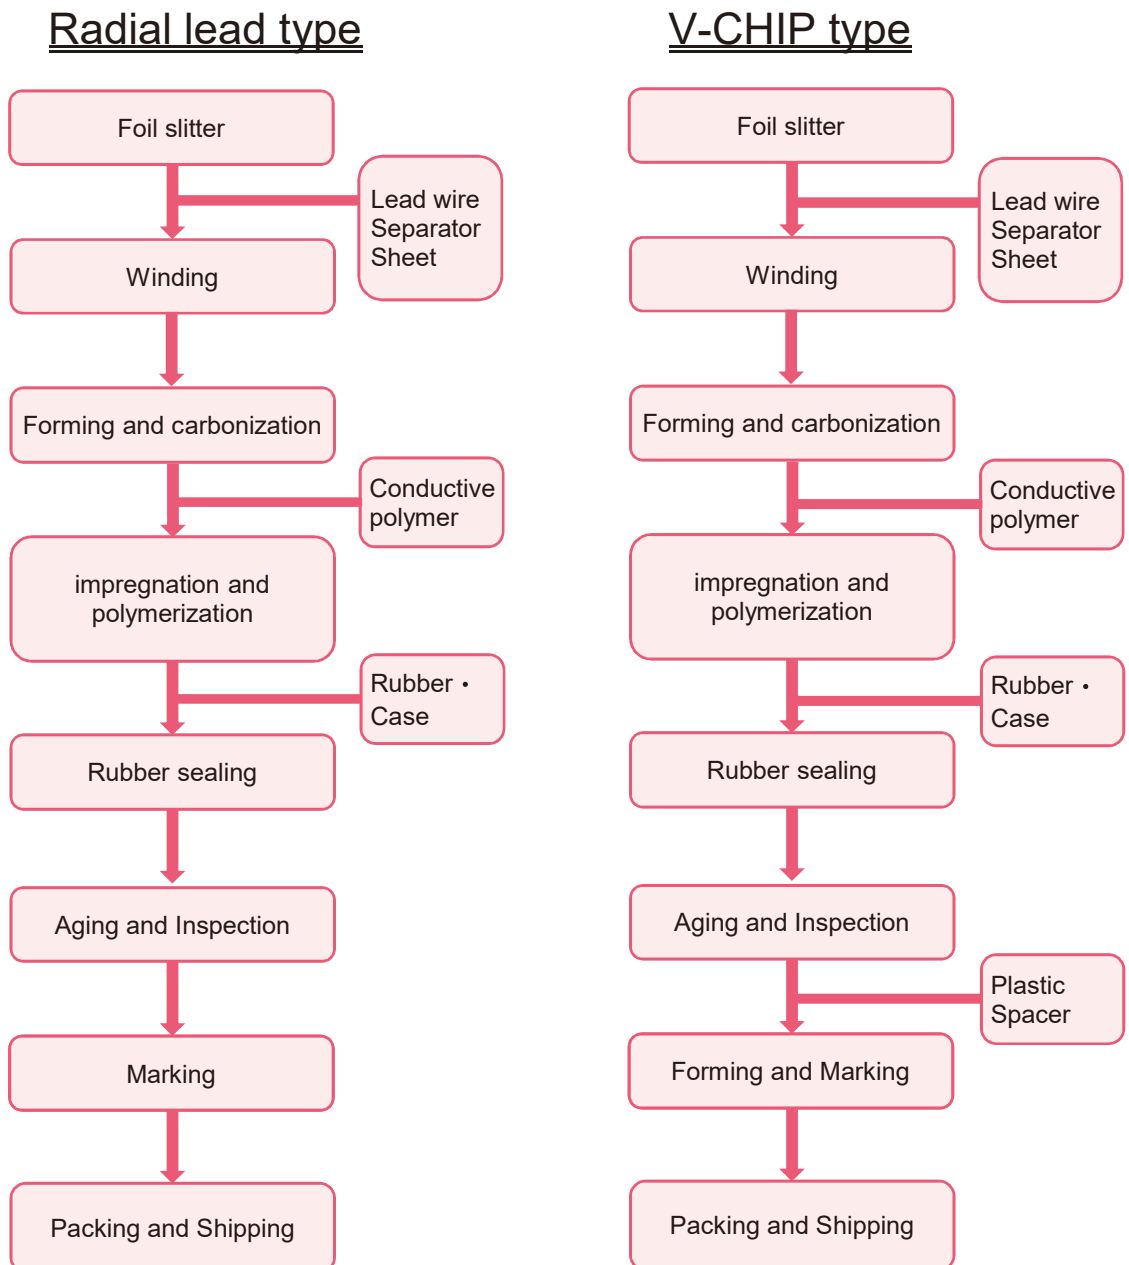 Radial lead type
Foil slitter
Lead wire
Separator
Sheet
Winding
Forming and carbonization
Conductive
polymer
impregnation and
polymerization
Rubber・
Case
Rubber sealing
Aging and Inspection
Marking
Packing and Shipping
V-CHIP type
Foil slitter
Lead wire
Separator
Sheet
Winding
Forming and carbonization
Conductive
polymer
impregnation and
polymerization
Rubber・
Case
Rubber sealing
Aging and Inspection
Plastic
Spacer
Forming and Marking
Packing and Shipping